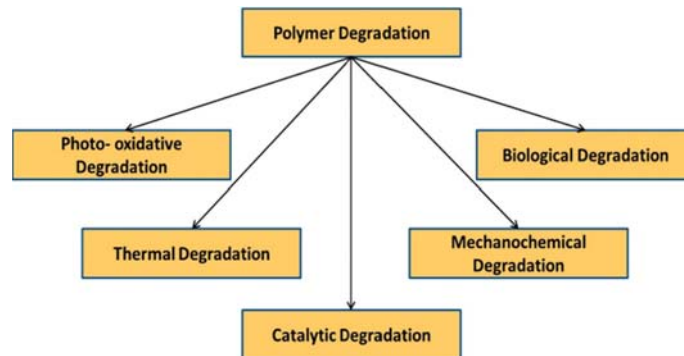 Polymer Degradation
Photo- oxidative
Degradation
Biological Degradation
Thermal Degradation
Mechanochemical
Degradation
Catalytic Degradation